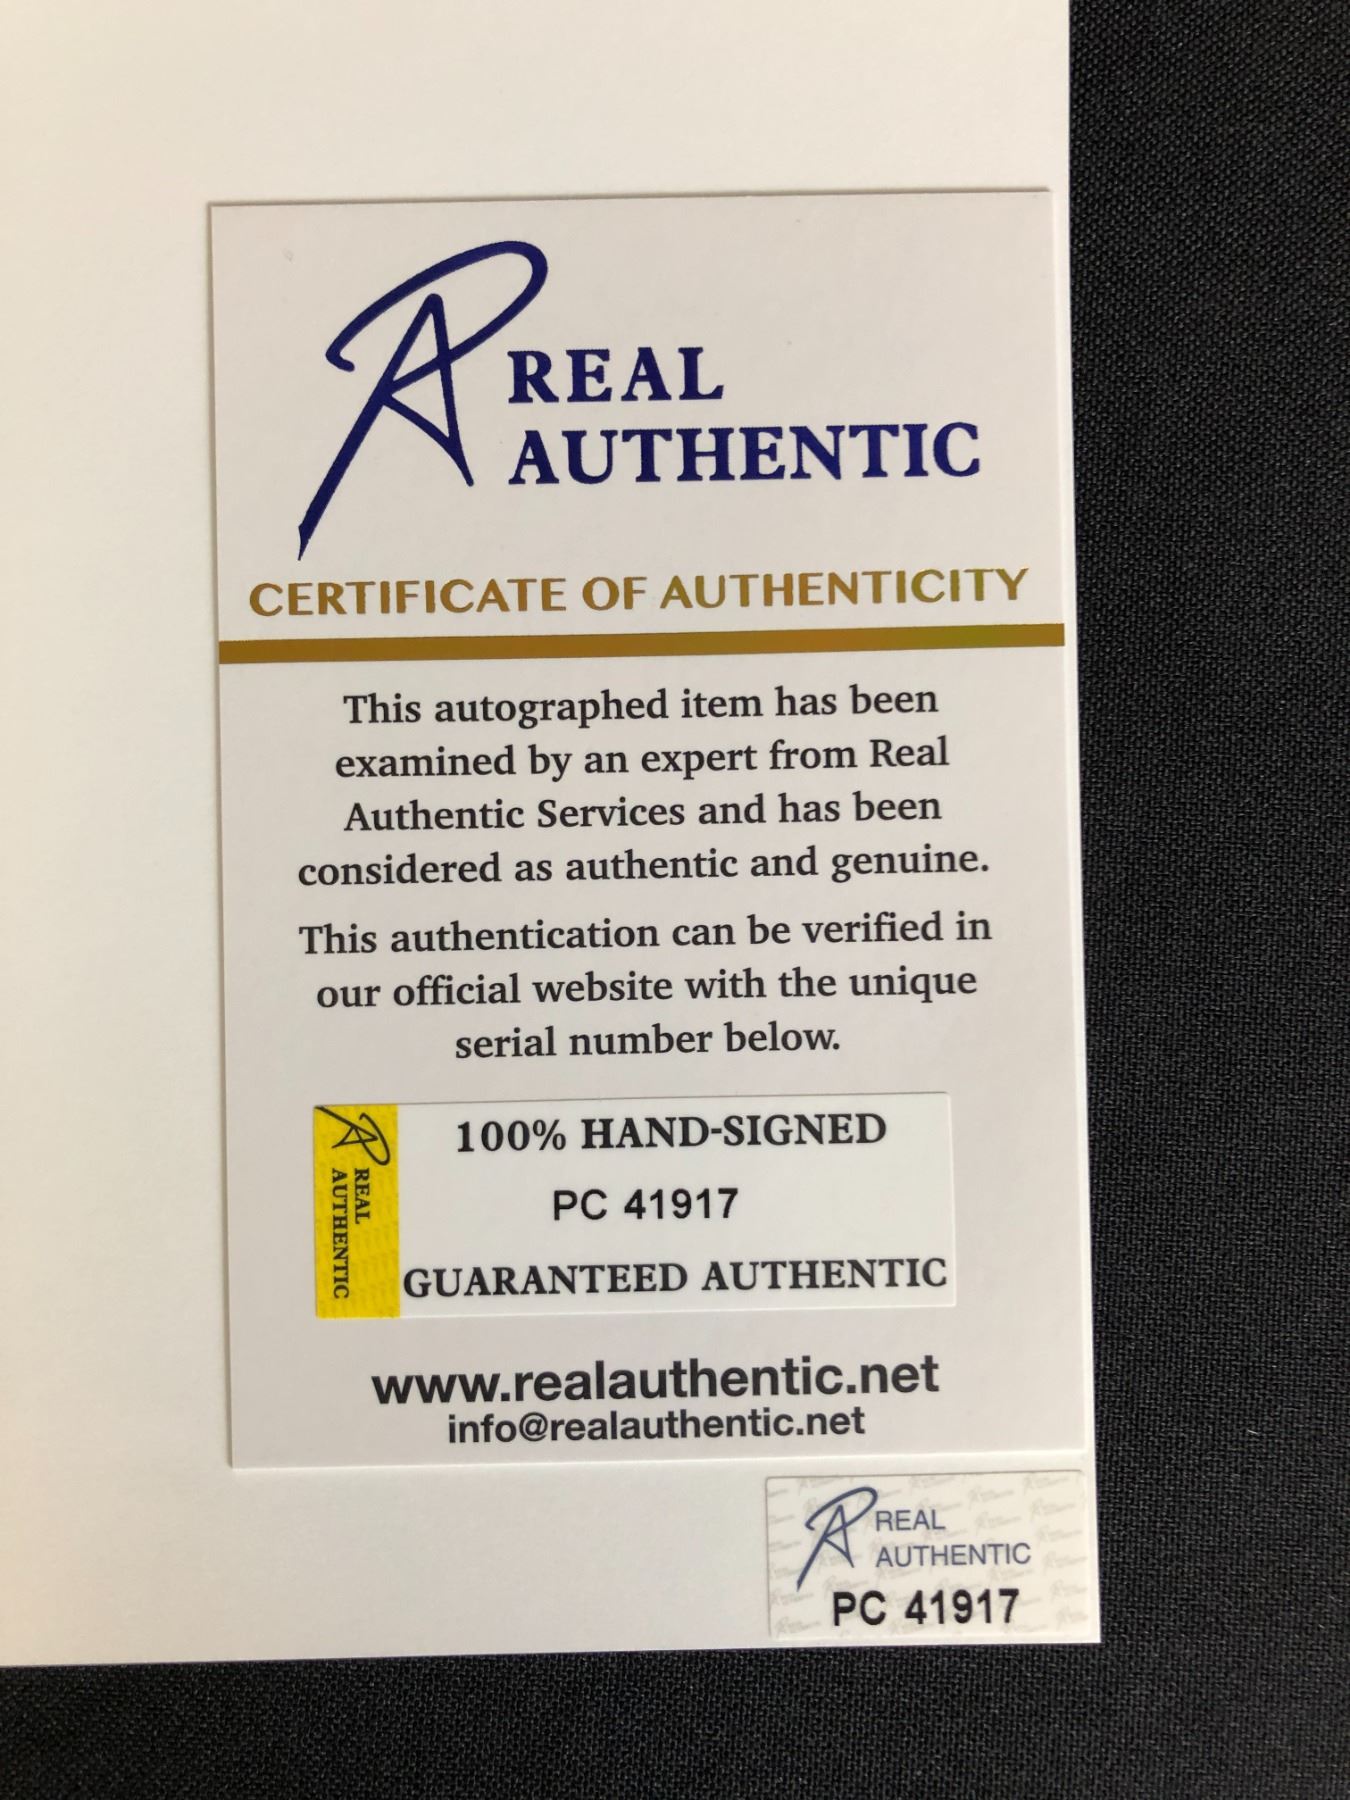 REAL
AUTHENTIC
CERTIFICATE OF AUTHENTICITY
This autographed item has been
examined by an expert from Real
Authentic Services and has been
considered as authentic and genuine.
This authentication can be verified in
our official website with the unique
serial number below.
REAL
AUTHENTIC
100% HAND-SIGNED
PC 41917
GUARANTEED AUTHENTIC
www.realauthentic.net
info@realauthentic.net
REAL
AUTHENTIC
PC 41917